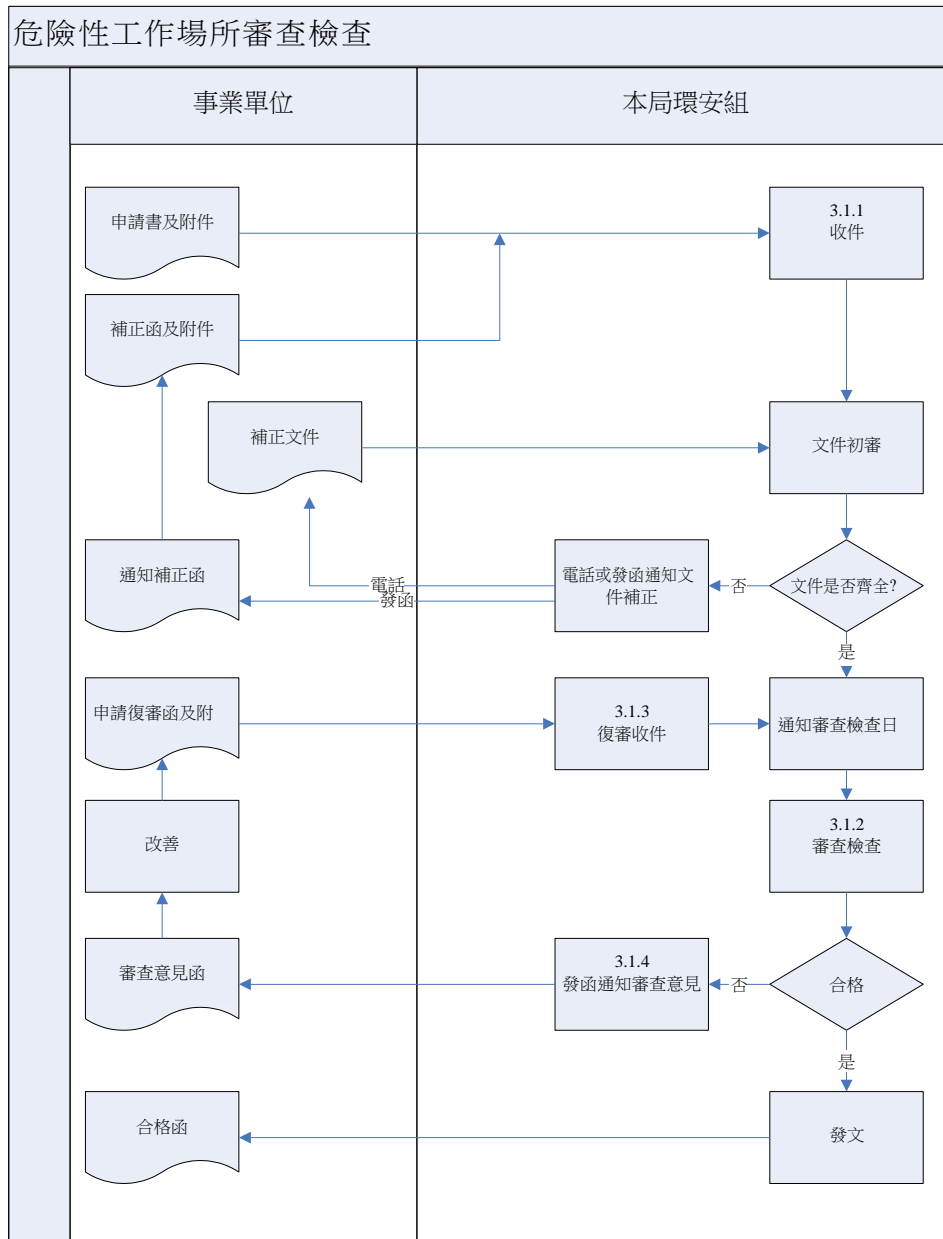 危險性工作場所審查檢查
事業單位
本局環安組
申請書及附件
3.1.1
收件
補正函及附件
補正文件
文件初審
通知補正函
電話
發函
電話或發函通知文
件補正
否
文件是否齊全?
是
申請復審函及附
3.1.3
復審收件
通知審查檢查日
改善
3.1.2
審查檢查
審查意見函
3.1.4
發函通知審查意見
否
合格
是
合格函
發文